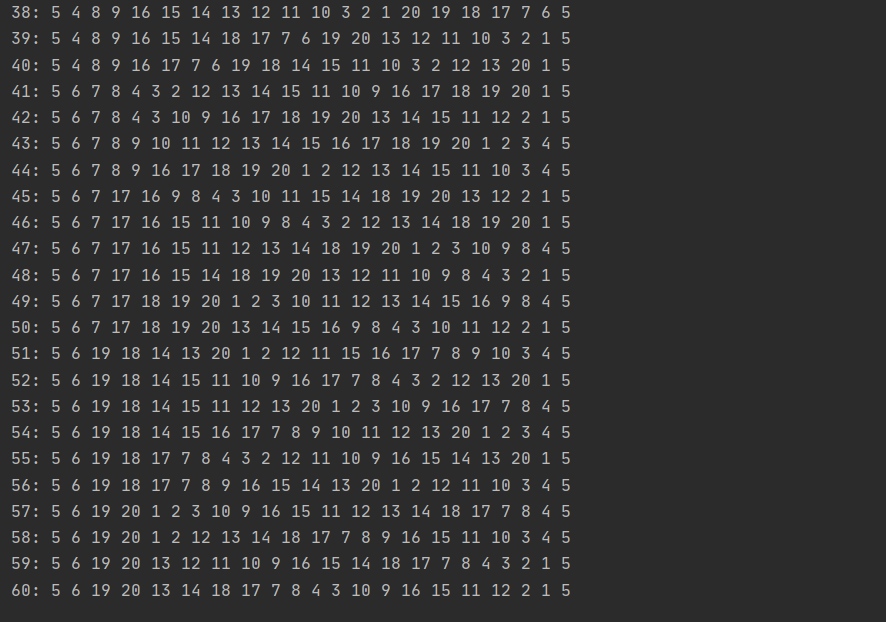 38: 5 4 8 9 16 15 14 13 12 11 10 3 2 1 20 19 18 17 7 6 5
39: 5 4 8 9 16 15 14 18 17 7 6 19 20 13 12 11 10 3 2 1 5
40: 5 4 8 9 16 17 7 6 19 18 14 15 11 10 3 2 12 13 20 1 5
41: 5 6 7 8 4 3 2 12 13 14 15 11 10 9 16 17 18 19 20 1 5
42: 5 6 7 8 4 3 10 9 16 17 18 19 20 13 14 15 11 12 2 1 5
43: 5 6 7 8 9 10 11 12 13 14 15 16 17 18 19 20 1 2 3 4 5
44: 5 6 7 8 9 16 17 18 19 20 1 2 12 13 14 15 11 10 3 4 5
45: 5 6 7 17 16 9 8 4 3 10 11 15 14 18 19 20 13 12 2 1 5
46: 5 6 7 17 16 15 11 10 9 8 4 3 2 12 13 14 18 19 20 1 5
47: 5 6 7 17 16 15 11 12 13 14 18 19 20 1 2 3 10 9 8 4 5
48: 5 6 7 17 16 15 14 18 19 20 13 12 11 10 9 8 4 3 2 1 5
49: 5 6 7 17 18 19 20 1 2 3 10 11 12 13 14 15 16 9 8 4 5
50: 5 6 7 17 18 19 20 13 14 15 16 9 8 4 3 10 11 12 2 1 5
51: 5 6 19 18 14 13 20 1 2 12 11 15 16 17 7 8 9 10 3 4 5
52: 5 6 19 18 14 15 11 10 9 16 17 7 8 4 3 2 12 13 20 1 5
53: 5 6 19 18 14 15 11 12 13 20 1 2 3 10 9 16 17 7 8 4 5
54: 5 6 19 18 14 15 16 17 7 8 9 10 11 12 13 20 1 2 3 4 5
55: 5 6 19 18 17 7 8 4 3 2 12 11 10 9 16 15 14 13 20 1 5
56: 5 6 19 18 17 7 8 9 16 15 14 13 20 1 2 12 11 10 3 4 5
57: 5 6 19 20 1 2 3 10 9 16 15 11 12 13 14 18 17 7 8 4 5
58: 5 6 19 20 1 2 12 13 14 18 17 7 8 9 16 15 11 10 3 4 5
59: 5 6 19 20 13 12 11 10 9 16 15 14 18 17 7 8 4 3 2 1 5
60: 5 6 19 20 13 14 18 17 7 8 4 3 10 9 16 15 11 12 2 1 5